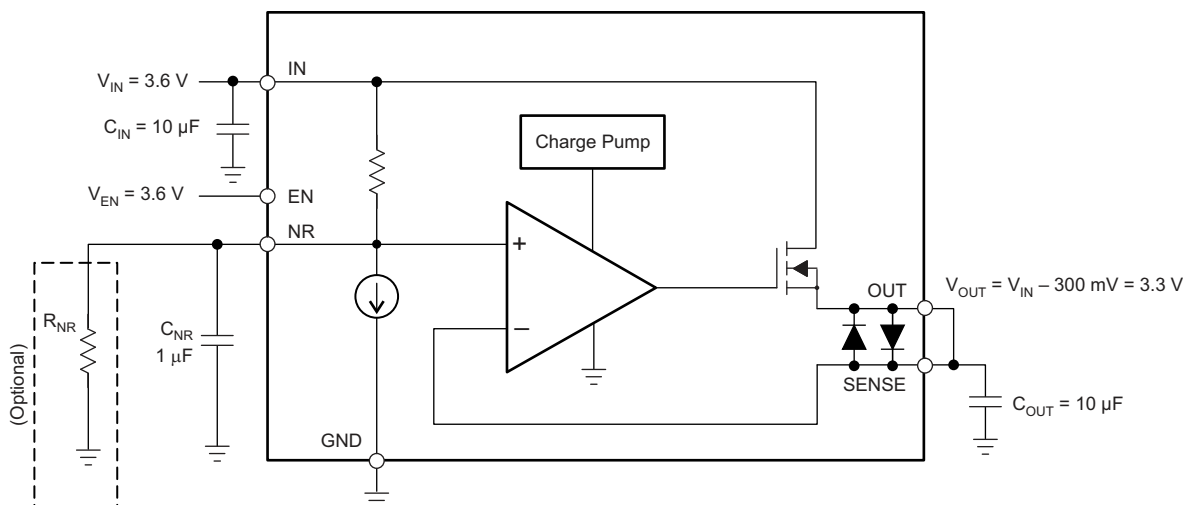 IN
V_IN = 3.6 V
C_IN = 10 µF
Charge Pump
V_EN = 3.6 V
EN
NR
+
V_OUT = V_IN – 300 mV = 3.3 V
OUT
R_NR
C_NR
1 µF
−
(Optional)
SENSE
C_OUT = 10 µF
GND